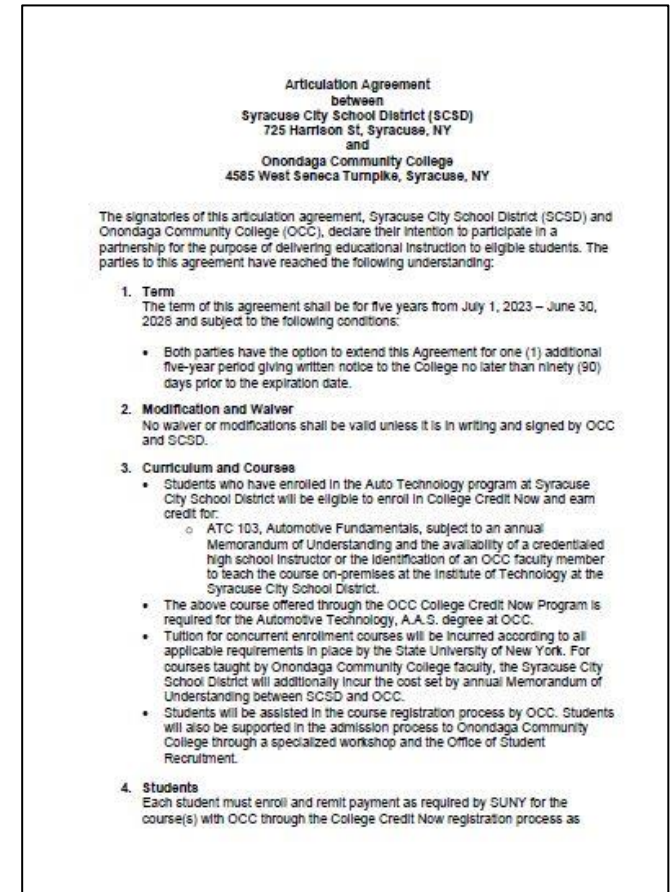 Articulation Agreement
between
Syracuse City School District (SCSD)
725 Harrison St, Syracuse, NY
and
Onondaga Community College
4585 West Seneca Turnpike, Syracuse, NY
The signatories of this articulation agreement, Syracuse City School District (SCSD) and
Onondaga Community College (OCC), declare their intention to participate in a
partnership for the purpose of delivering educational instruction to eligible students. The
parties to this agreement have reached the following understanding:
1. Term
The term of this agreement shall be for five years from July 1, 2023 – June 30,
2028 and subject to the following conditions:
• Both parties have the option to extend this Agreement for one (1) additional
five-year period giving written notice to the College no later than ninety (90)
days prior to the expiration date.
2. Modification and Waiver
No waiver or modifications shall be valid unless it is in writing and signed by OCC
and SCSD.
3. Curriculum and Courses
• Students who have enrolled in the Auto Technology program at Syracuse
City School District will be eligible to enroll in College Credit Now and earn
credit for:
○ ATC 103, Automotive Fundamentals, subject to an annual
Memorandum of Understanding and the availability of a credentialed
high school instructor or the identification of an OCC faculty member
to teach the course on-premises at the Institute of Technology at the
Syracuse City School District.
• The above course offered through the OCC College Credit Now Program is
required for the Automotive Technology, A.A.S. degree at OCC.
• Tuition for concurrent enrollment courses will be incurred according to all
applicable requirements in place by the State University of New York. For
courses taught by Onondaga Community College faculty, the Syracuse City
School District will additionally incur the cost set by annual Memorandum of
Understanding between SCSD and OCC.
• Students will be assisted in the course registration process by OCC. Students
will also be supported in the admission process to Onondaga Community
College through a specialized workshop and the Office of Student
Recruitment.
4. Students
Each student must enroll and remit payment as required by SUNY for the
course(s) with OCC through the College Credit Now registration process as